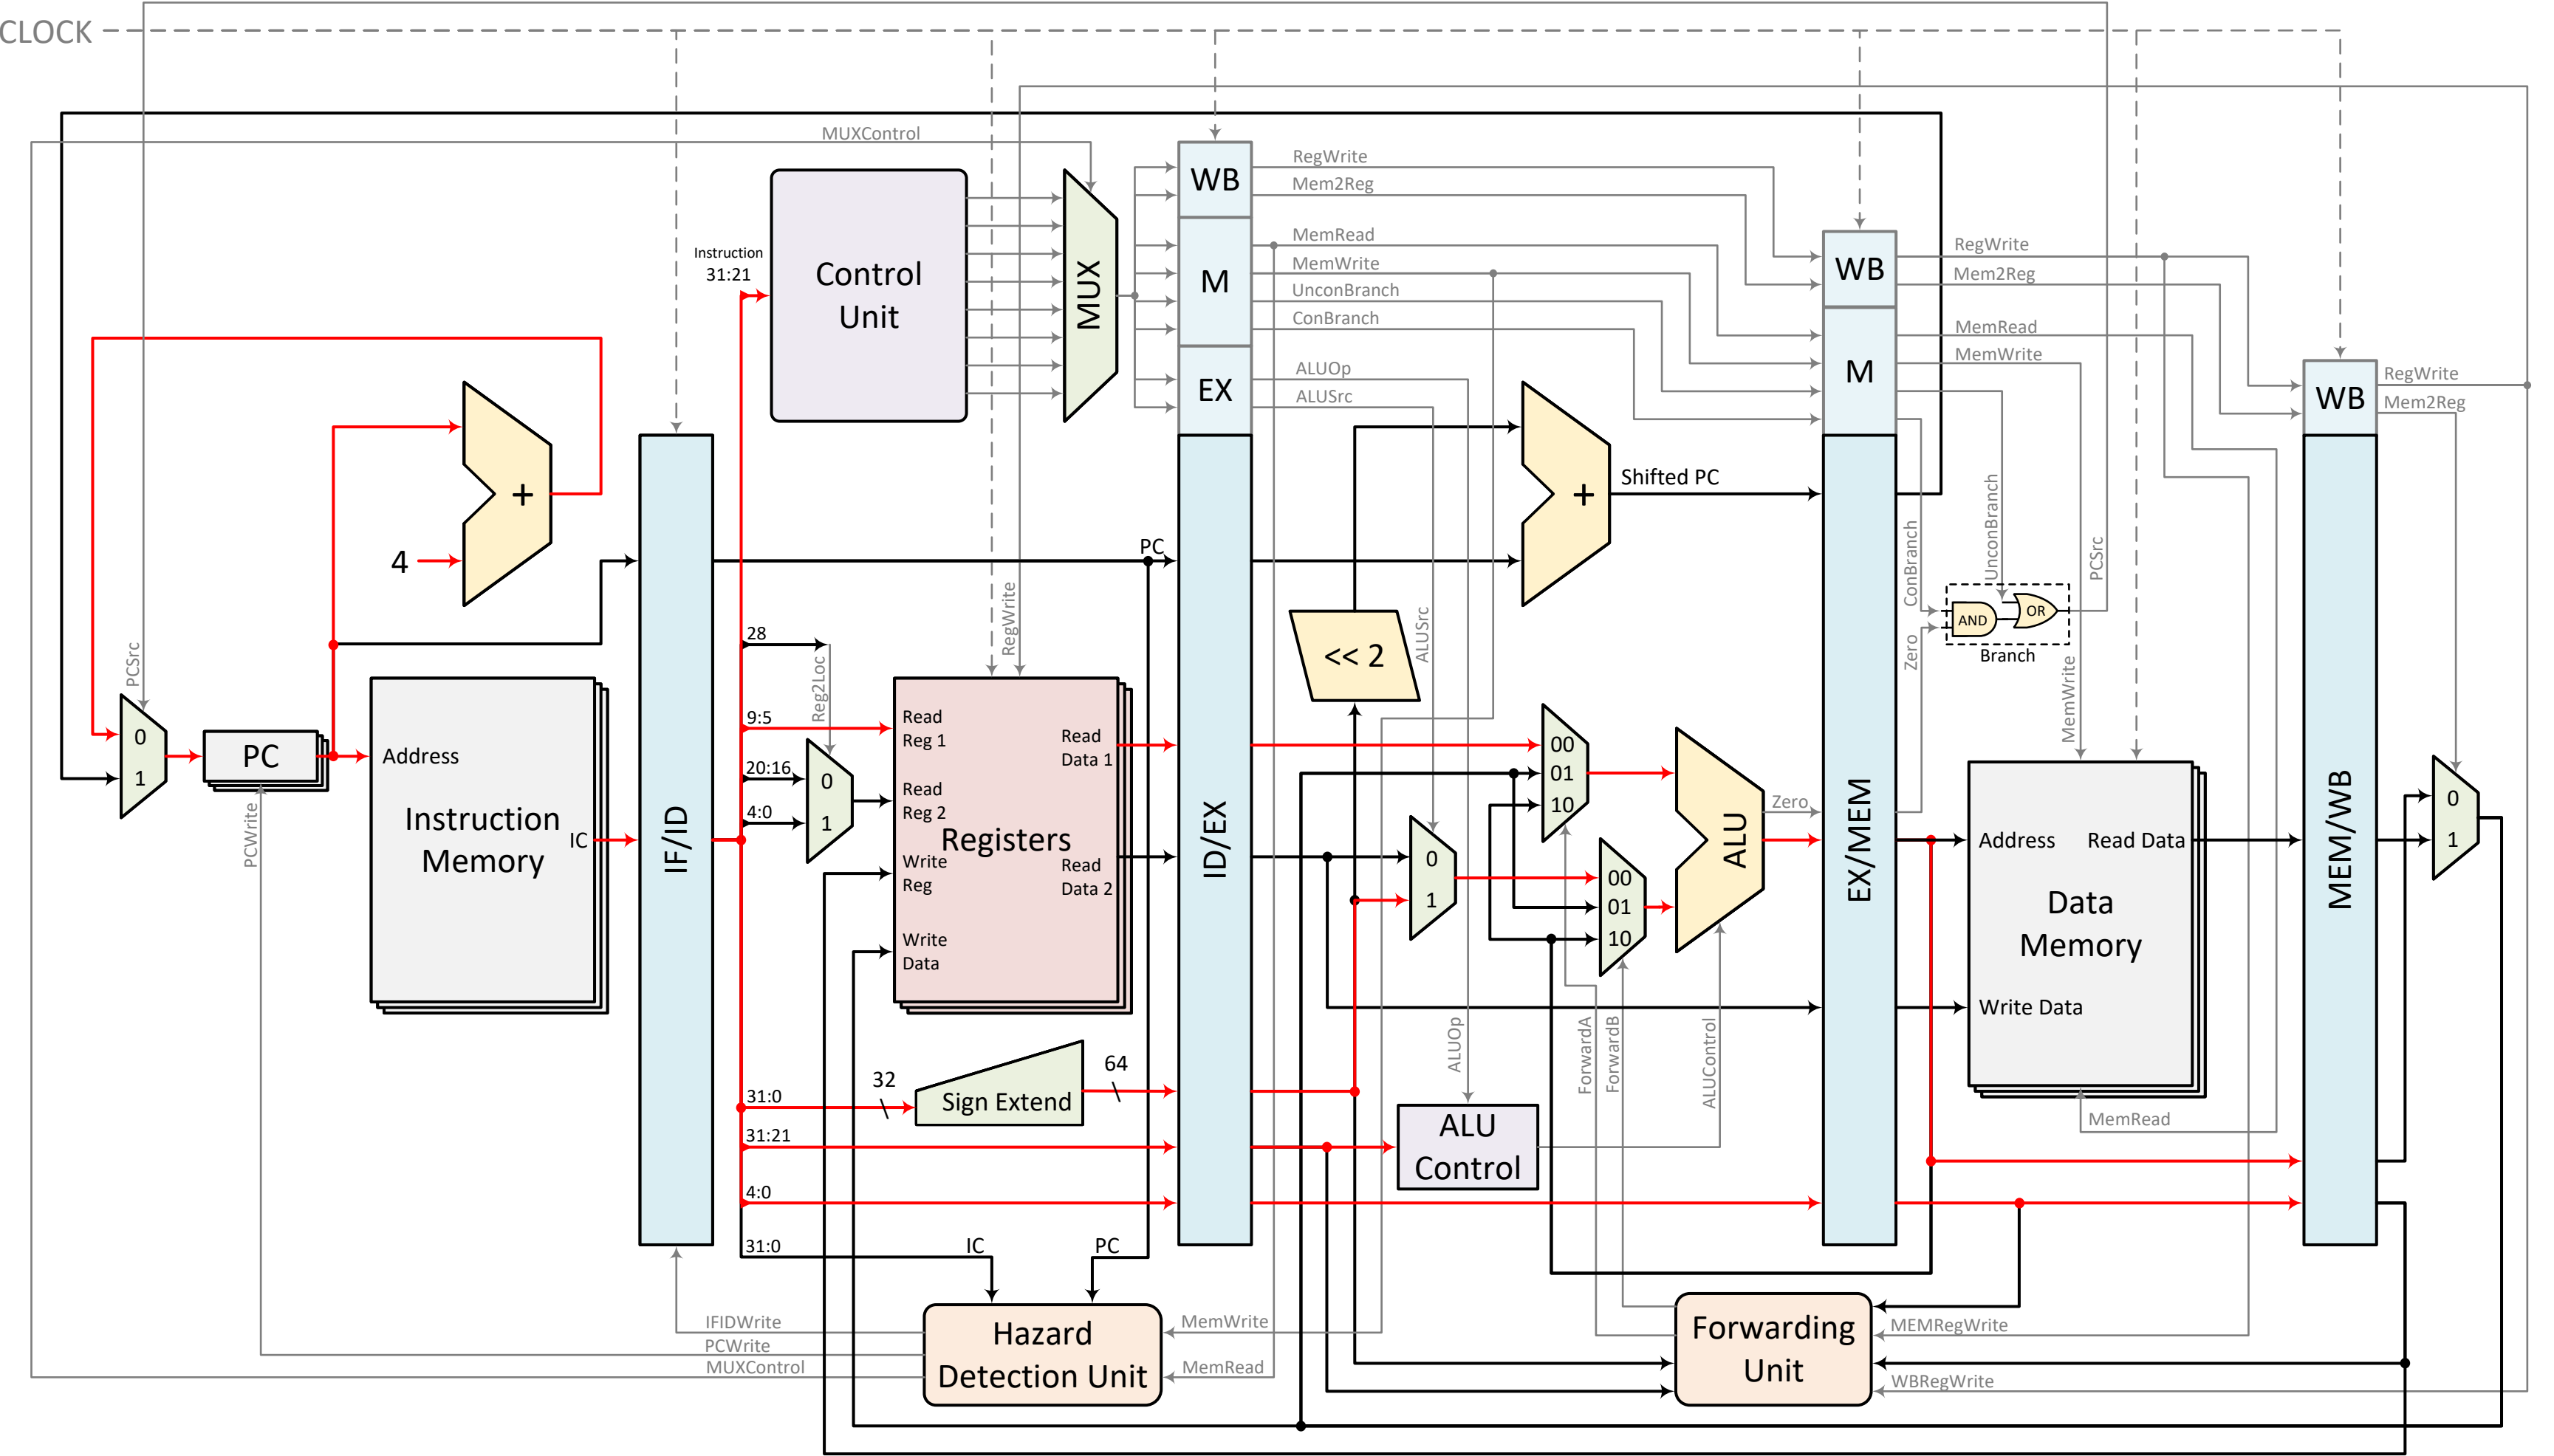 CLOCK
MUXControl
RegWrite
Mem2Reg
MemRead
MemWrite
UnconBranch
ConBranch
ALUOp
ALUSrc
WB
M
EX
Instruction
31:21
Control
Unit
MUX
WB
M
RegWrite
Mem2Reg
MemRead
MemWrite
WB
RegWrite
Mem2Reg
+
4
+
Shifted PC
PC
PCSrc
28
Reg2Loc
RegWrite
<< 2
ALUSrc
ConBranch
UnconBranch
PCSrc
AND
OR
Branch
Zero
MemWrite
0
1
PC
PCWrite
Address
Instruction
Memory
IC
IF/ID
9:5
20:16
4:0
0
1
Read
Reg 1
Read
Reg 2
Registers
Write
Reg
Write
Data
Read
Data 1
Read
Data 2
ID/EX
0
1
00
01
10
00
01
10
ALU
Zero
EX/MEM
Address
Read Data
Data
Memory
Write Data
MemRead
MEM/WB
0
1
31:0
32
Sign Extend
64
31:21
4:0
31:0
IC
PC
ALUOp
ALU
Control
ForwardA
ForwardB
ALUControl
IFIDWrite
PCWrite
MUXControl
Hazard
Detection Unit
MemWrite
MemRead
Forwarding
Unit
MEMRegWrite
WBRegWrite